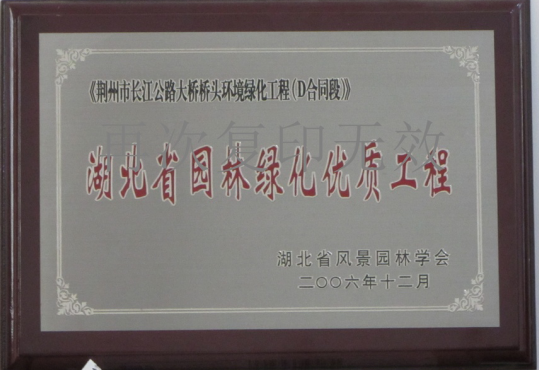 《荆州市长江公路大桥桥头环境绿化工程（D合同段）》
再次复印无效
湖北省园林绿化优质工程
湖北省风景园林学会
二〇〇六年十二月